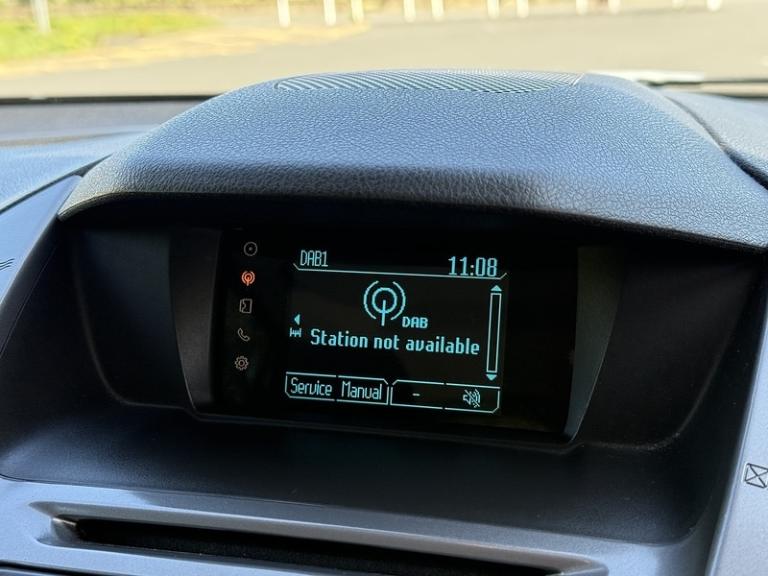 DAB1 11:08
DAB
Station not available
Service Manual -